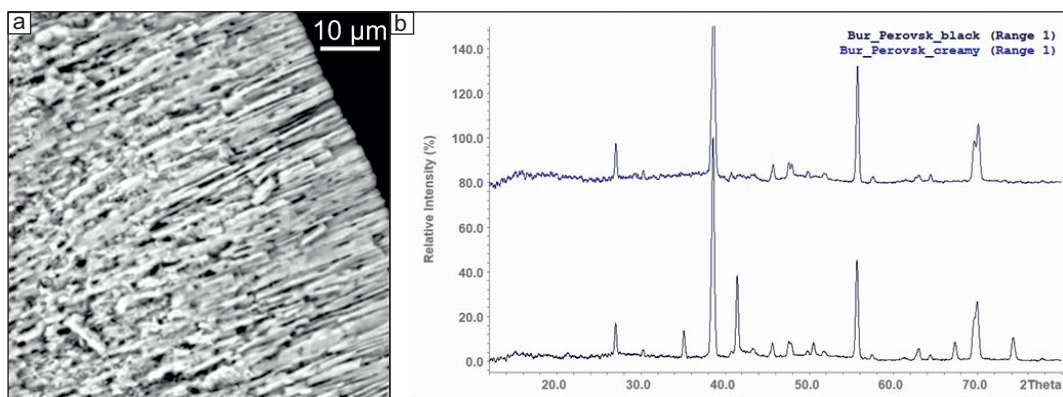 a
10 μm
b
Bur_Perovsk_black (Range 1)
Bur_Perovsk_creamy (Range 1)
Relative Intensity (%)
140.0
120.0
100.0
80.0
60.0
40.0
20.0
0.0
20.0 30.0 40.0 50.0 60.0 70.0 2Theta